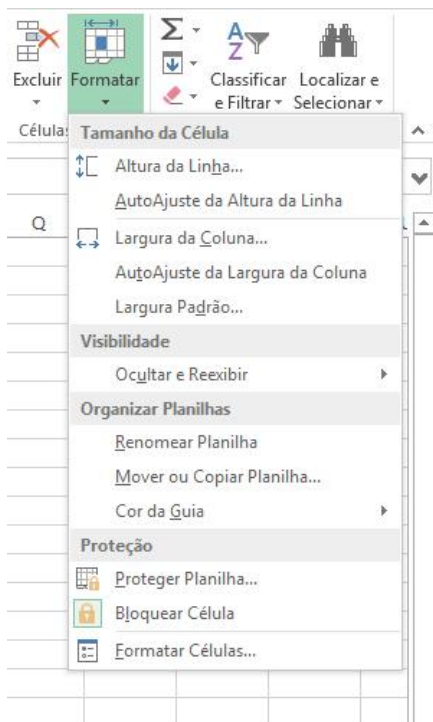 Σ
A
Z
Excluir Formatar Classificar Localizar e
e Filtrar Selecionar
Célula
Tamanho da Célula
Altura da Linha...
AutoAjuste da Altura da Linha
Q
Largura da Coluna...
AutoAjuste da Largura da Coluna
Largura Padrão...
Visibilidade
Ocultar e Reexibir
Organizar Planilhas
Renomear Planilha
Mover ou Copiar Planilha...
Cor da Guia
Proteção
Proteger Planilha...
Bloquear Célula
Formatar Células...